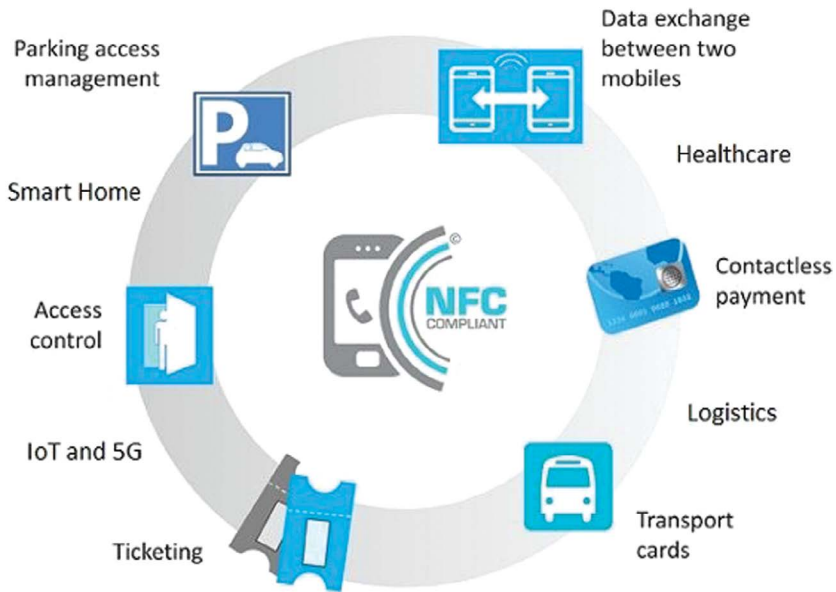 Parking access
management
P
Data exchange
between two
mobiles
Healthcare
Smart Home
©
NFC
COMPLIANT
Contactless
payment
Access
control
Logistics
IoT and 5G
Transport
cards
Ticketing